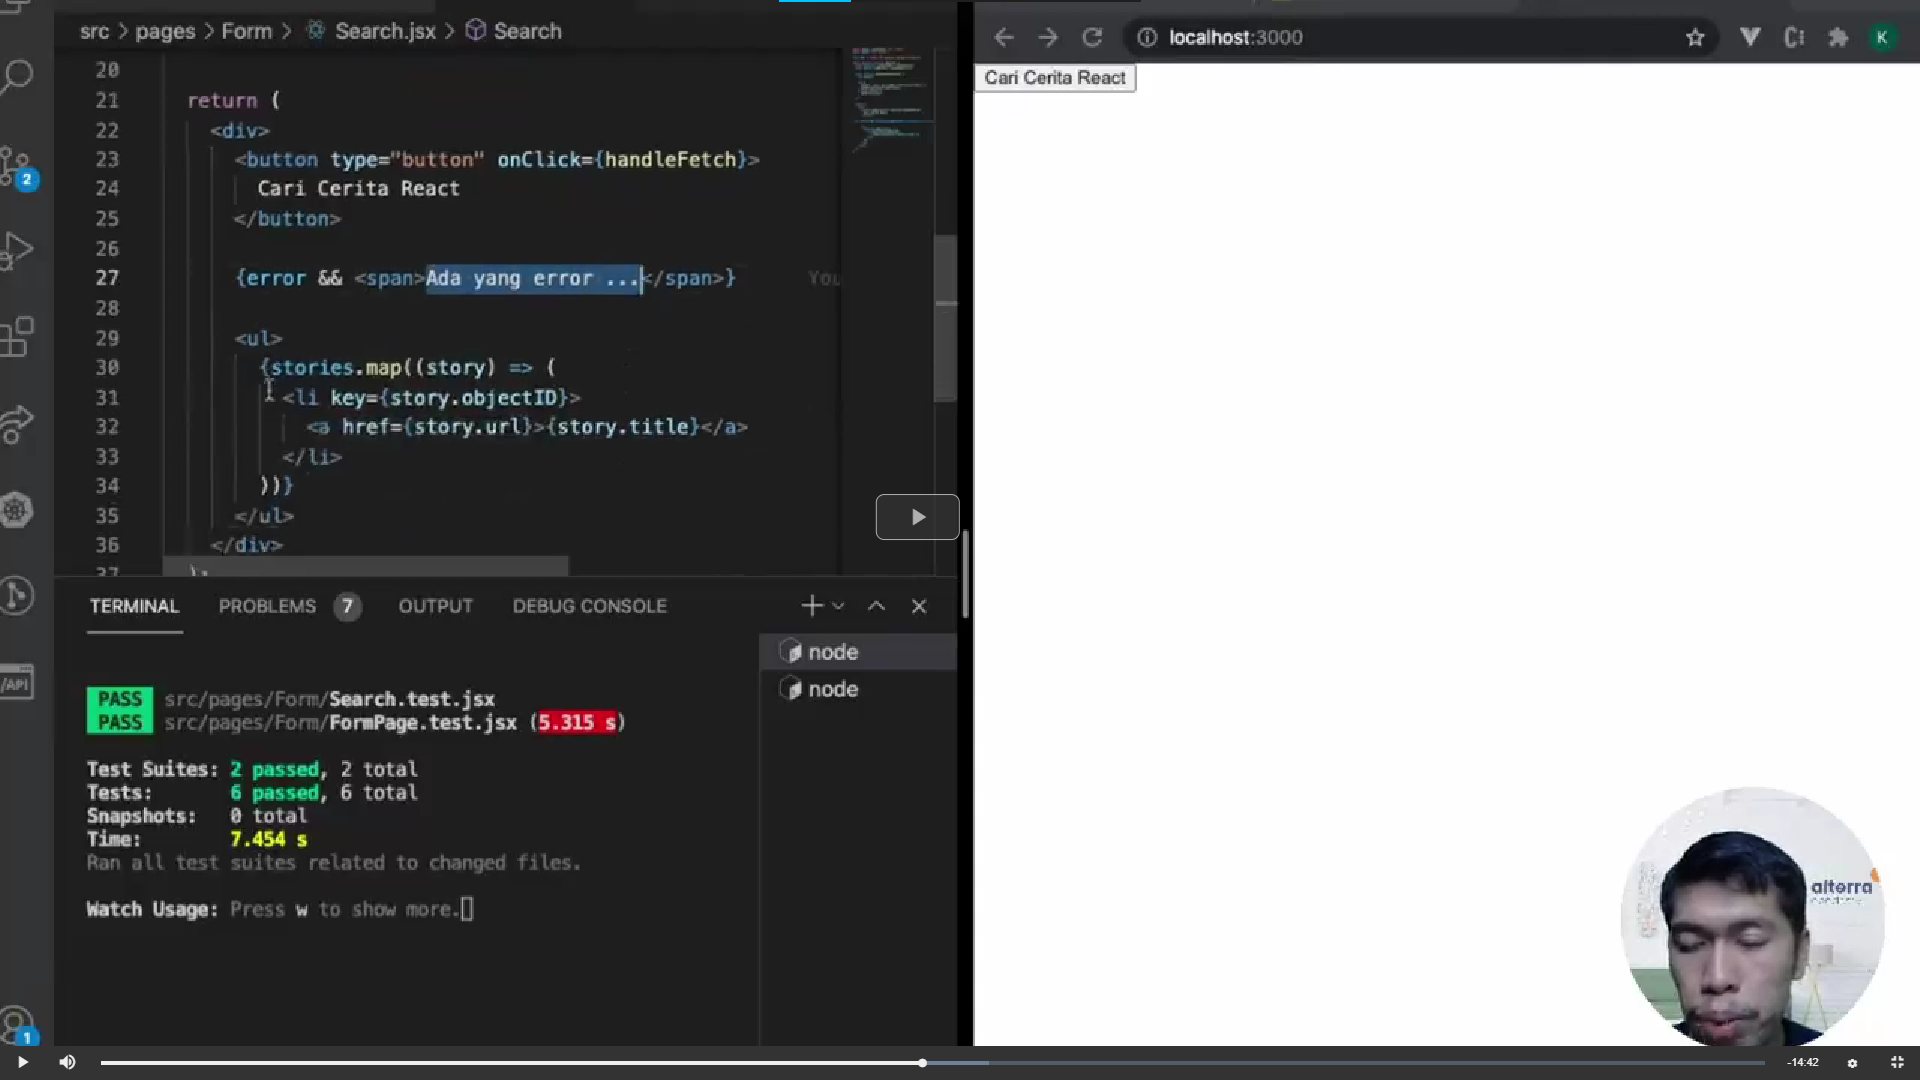 src > pages > Form > Search.jsx > Search
20
21 return (
22 <div>
23 <button type="button" onClick={handleFetch}>
24 Cari Cerita React
25 </button>
26
27 {error && <span>Ada yang error ...</span>} You
28
29 <ul>
30 {stories.map((story) => (
31 <li key={story.objectID}>
32 <a href={story.url}>{story.title}</a>
33 </li>
34 ))}
35 </ul>
36 </div>
37 );
2
/API
1
TERMINAL PROBLEMS 7 OUTPUT DEBUG CONSOLE
node
node
PASS src/pages/Form/Search.test.jsx
PASS src/pages/Form/FormPage.test.jsx (5.315 s)
Test Suites: 2 passed, 2 total
Tests: 6 passed, 6 total
Snapshots: 0 total
Time: 7.454 s
Ran all test suites related to changed files.
Watch Usage: Press w to show more.
localhost:3000
K
Cari Cerita React
alterra
academy
-14:42